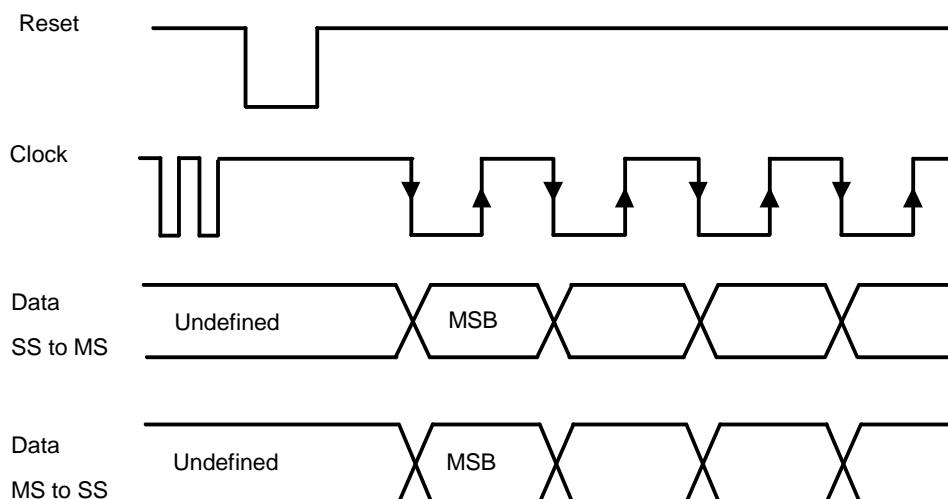 Reset
Clock
Data
SS to MS
Undefined
MSB
Data
MS to SS
Undefined
MSB